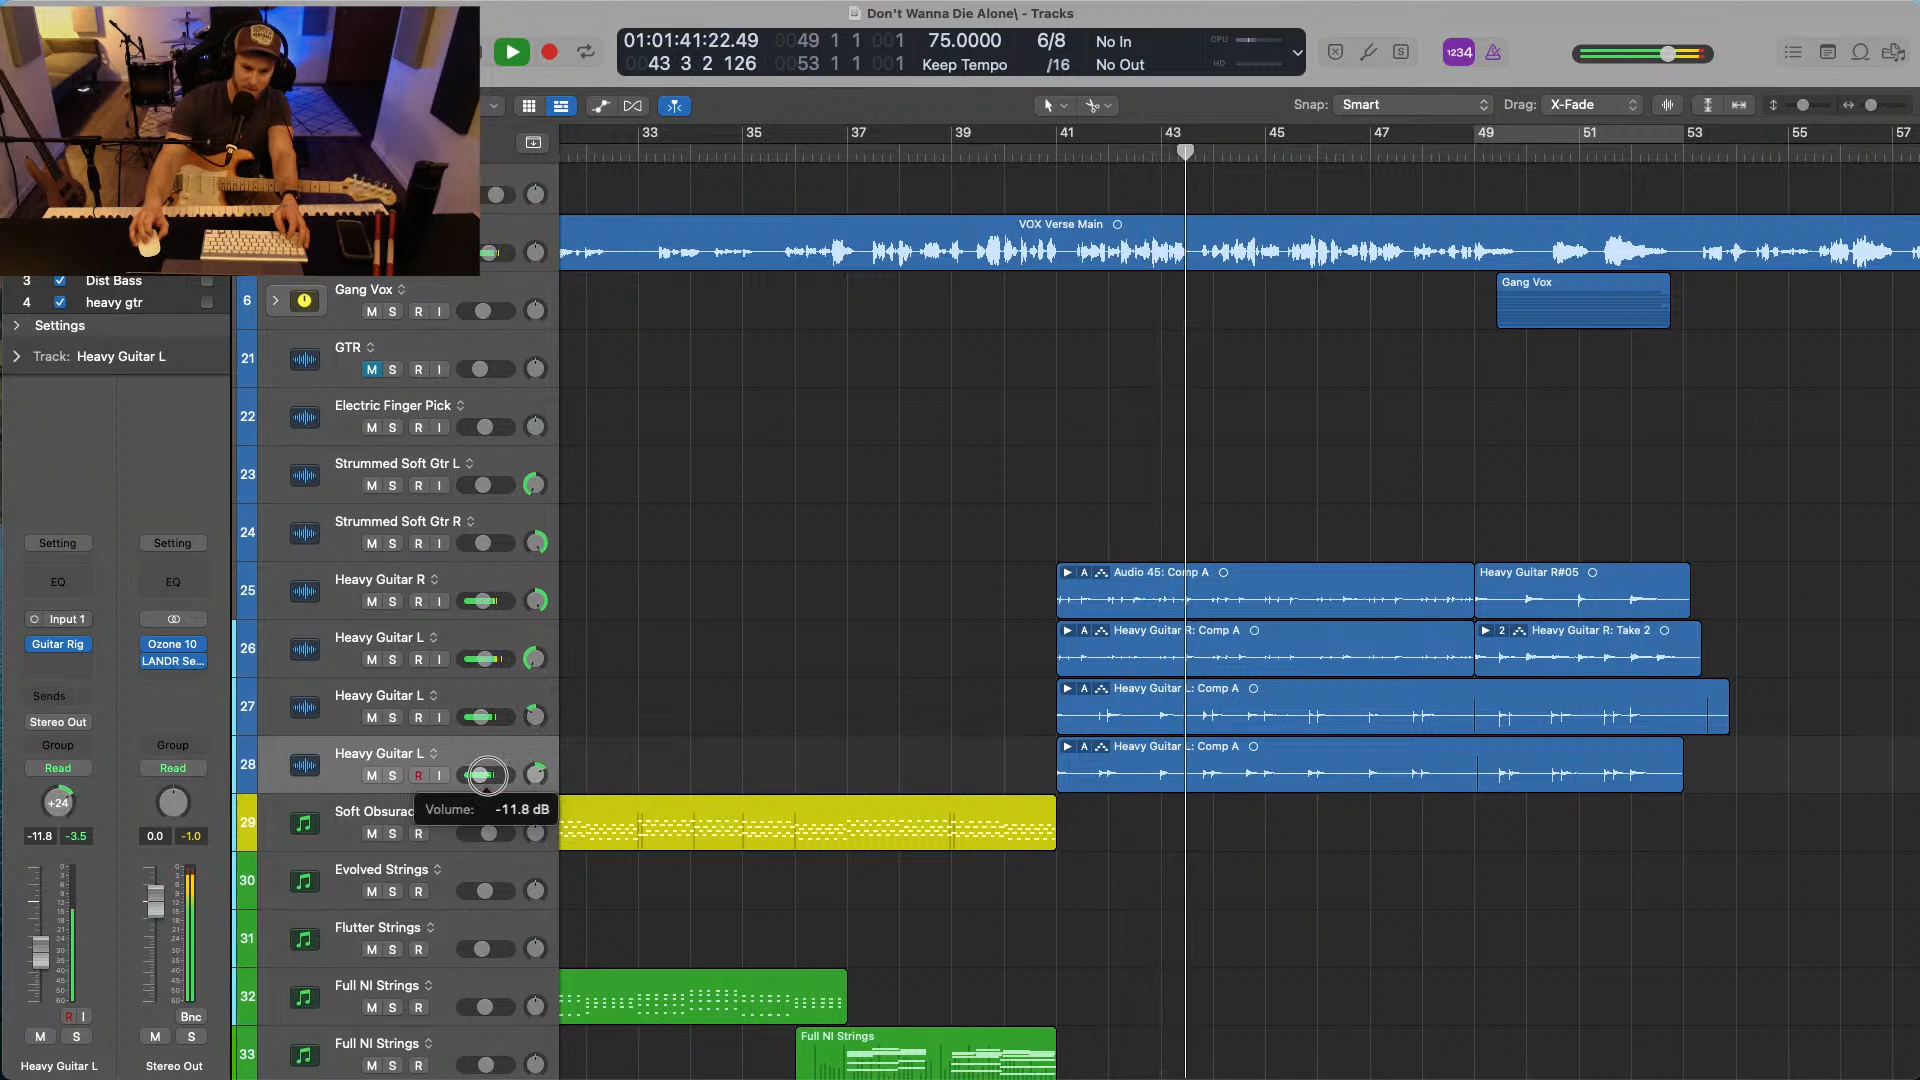 Don't Wanna Die Alone\ - Tracks
01:01:41:22.49
0049 1 1 001
75.0000
6/8
No In
43 3 2 126
0053 1 1 001
Keep Tempo
/16
No Out
CPU
HD
S
1234
Snap: Smart
Drag: X-Fade
33 35 37 39 41 43 45 47 49 51 53 55 57
VOX Verse Main
3 Dist Bass
4 heavy gtr
Settings
Track: Heavy Guitar L
6 Gang Vox
M S R I
Gang Vox
21 GTR
M S R I
22 Electric Finger Pick
M S R I
23 Strummed Soft Gtr L
M S R I
24 Strummed Soft Gtr R
M S R I
25 Heavy Guitar R
M S R I
A Audio 45: Comp A
Heavy Guitar R#05
26 Heavy Guitar L
M S R I
A Heavy Guitar R: Comp A
2 Heavy Guitar R: Take 2
27 Heavy Guitar L
M S R I
A Heavy Guitar L: Comp A
28 Heavy Guitar L
M S R I
A Heavy Guitar L: Comp A
Volume: -11.8 dB
29 Soft Obsurac
M S R
30 Evolved Strings
M S R
31 Flutter Strings
M S R
32 Full NI Strings
M S R
33 Full NI Strings
M S R
Full NI Strings
Setting Setting
EQ EQ
Input 1
Guitar Rig Ozone 10
LANDR Se...
Sends
Stereo Out
Group Group
Read Read
+24
-11.8 -3.5 0.0 -1.0
R I Bnc
M S M S
Heavy Guitar L Stereo Out